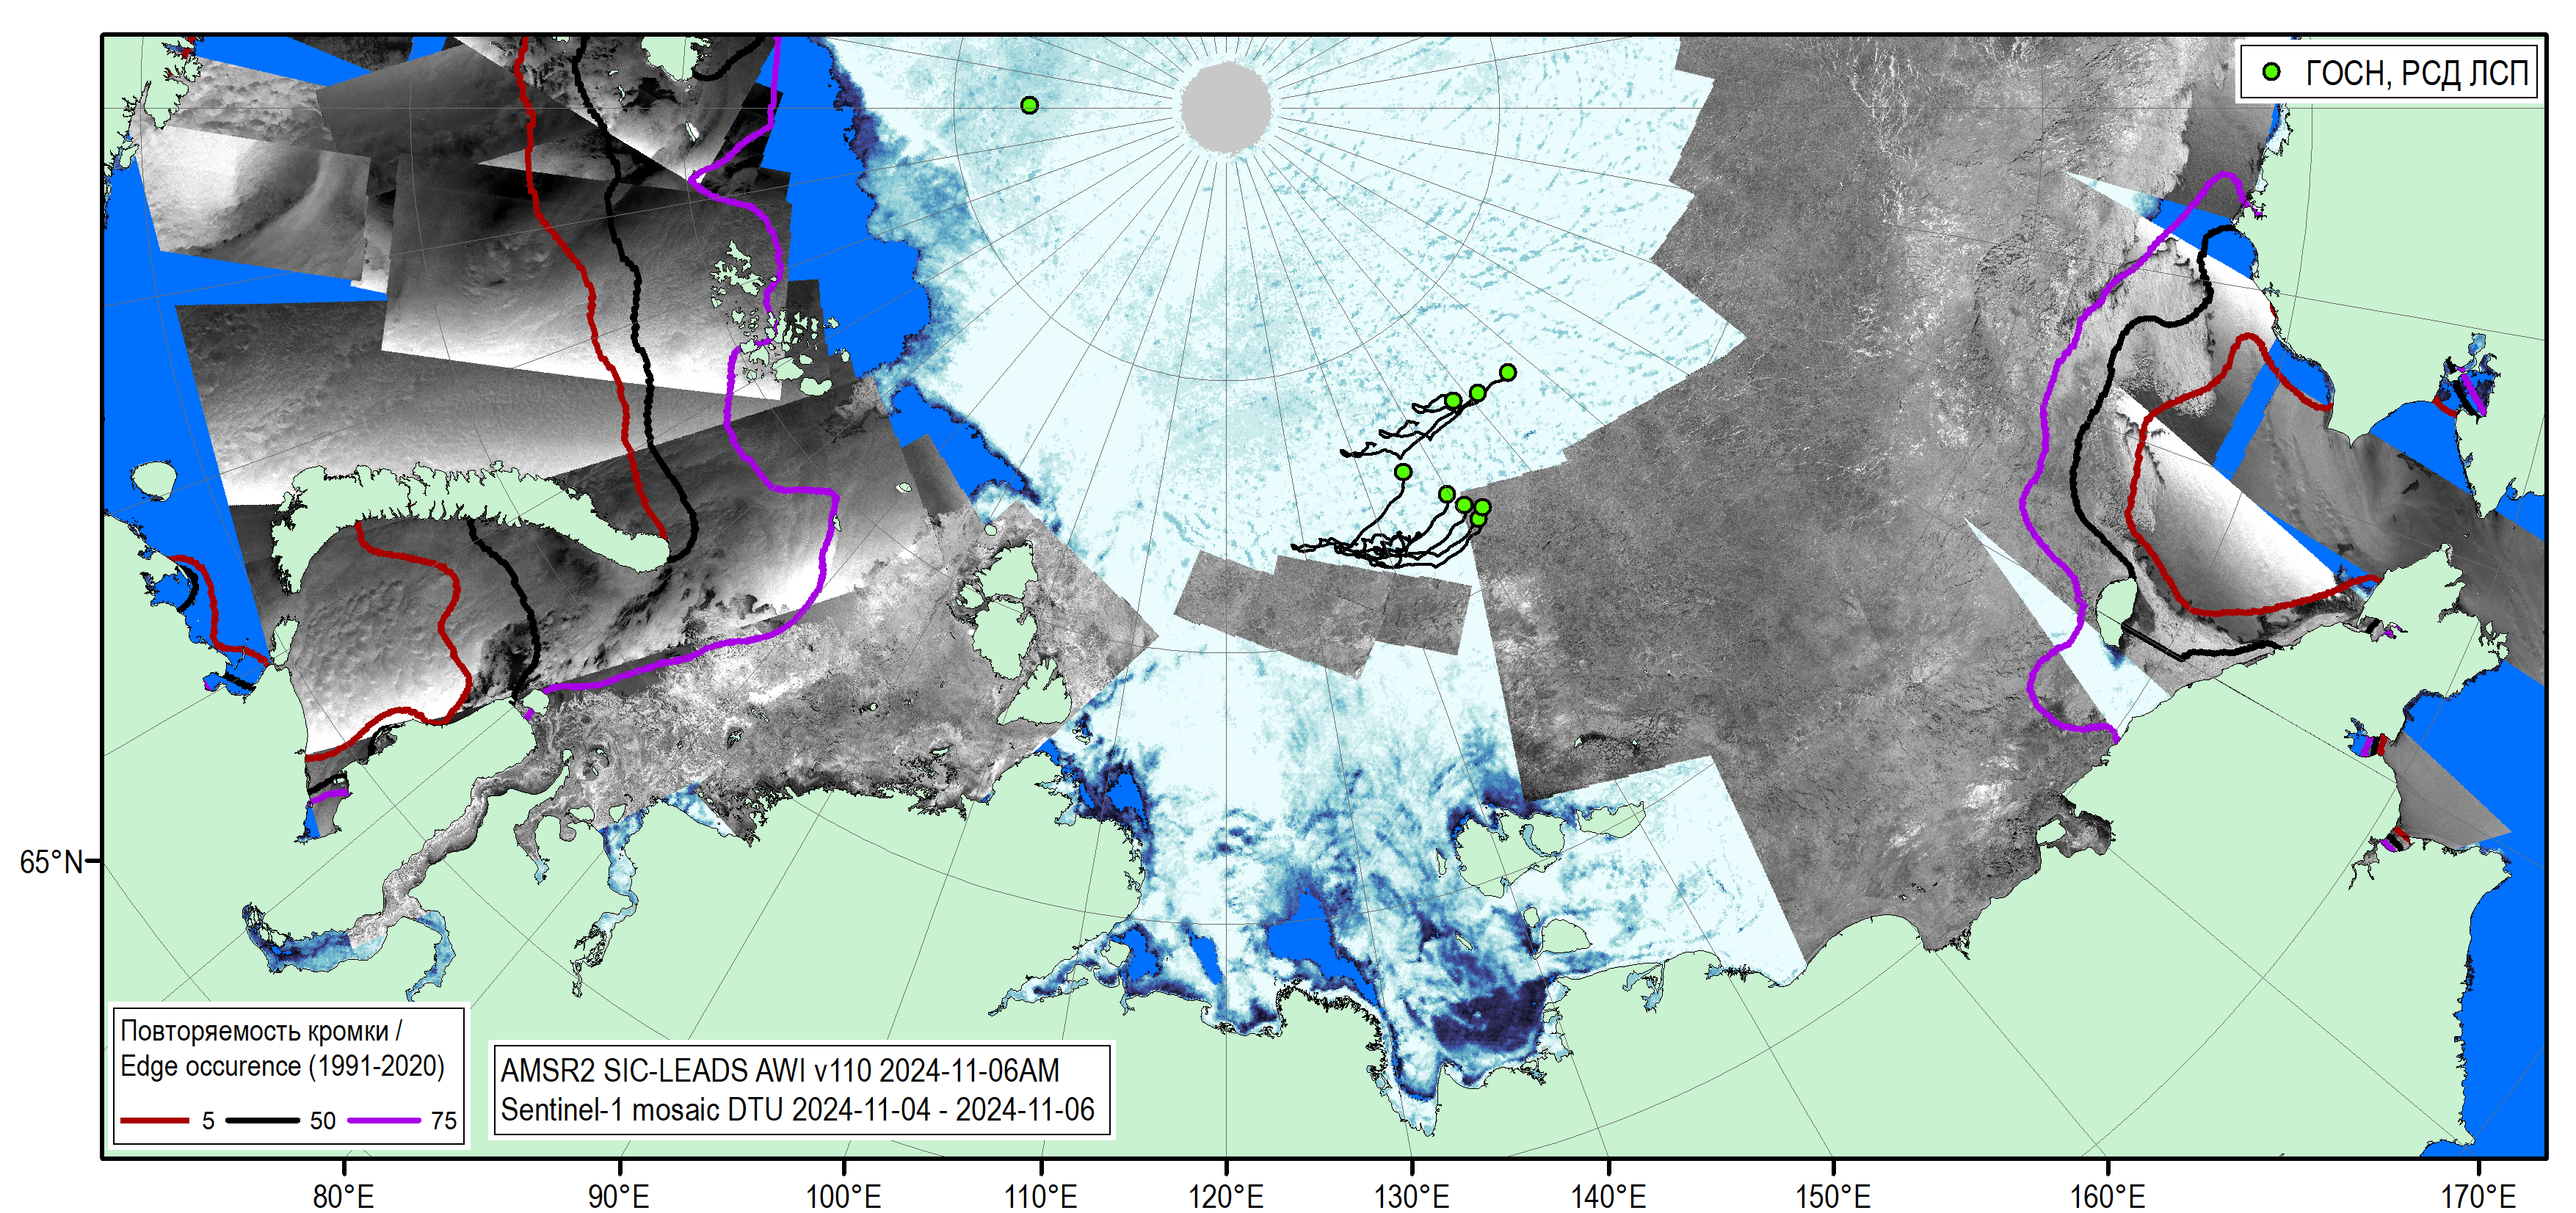 ГОСН, РСД ЛСП
65°N
Повторяемость кромки /
Edge occurence (1991-2020)
5 50 75
AMSR2 SIC-LEADS AWI v110 2024-11-06AM
Sentinel-1 mosaic DTU 2024-11-04 - 2024-11-06
80°E 90°E 100°E 110°E 120°E 130°E 140°E 150°E 160°E 170°E